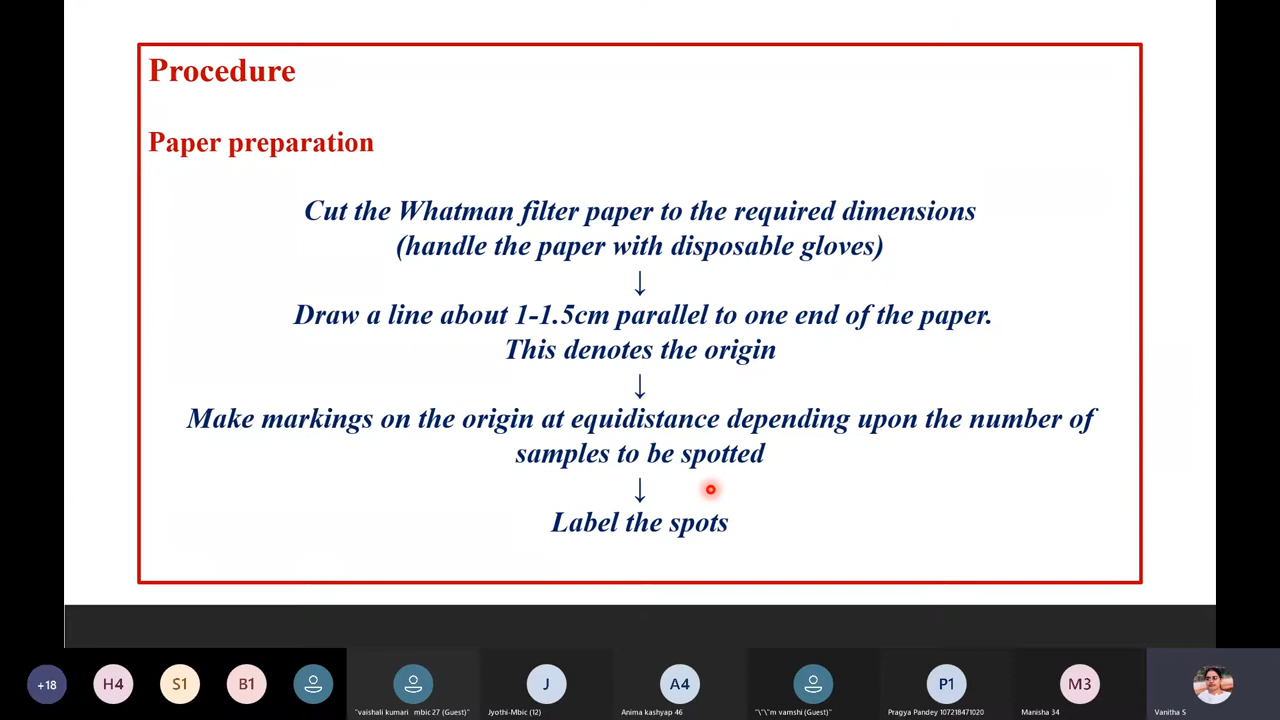 Procedure
Paper preparation
Cut the Whatman filter paper to the required dimensions
(handle the paper with disposable gloves)
↓
Draw a line about 1-1.5cm parallel to one end of the paper.
This denotes the origin
↓
Make markings on the origin at equidistance depending upon the number of
samples to be spotted
↓
Label the spots
+18
H4
S1
B1
"vaishali kumari mbic 27 (Guest)"
J
Jyothi-Mbic (12)
A4
Anima kashyap 46
"\"\"m vamshi (Guest)"
P1
Pragya Pandey 107218471020
M3
Manisha 34
Vanitha S